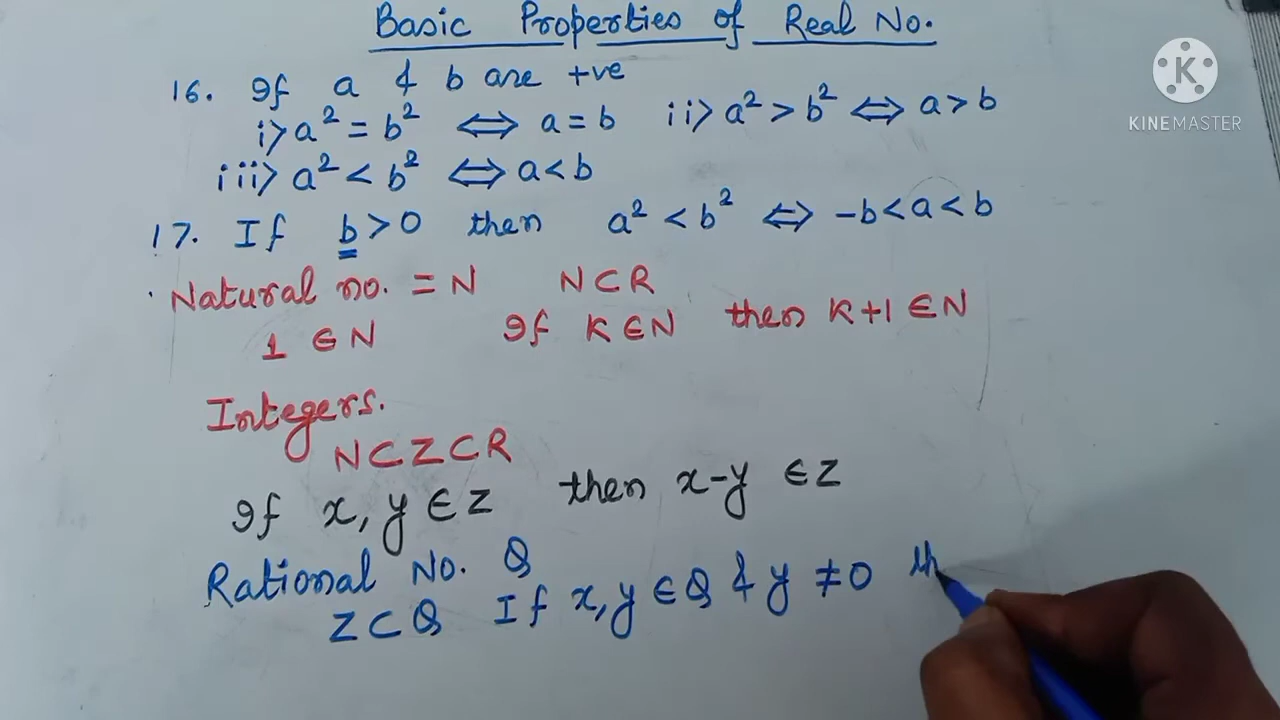 Basic Properties of Real No.
16. If a & b are +ve
i> a² = b² ⇔ a = b ii> a² > b² ⇔ a > b
iii> a² < b² ⇔ a < b
17. If b > 0 then a² < b² ⇔ -b < a < b
Natural no. = N N ⊂ R
1 ∈ N If K ∈ N then K+1 ∈ N
Integers.
N ⊂ Z ⊂ R
If x, y ∈ Z then x-y ∈ Z
Rational No. Q
Z ⊂ Q If x, y ∈ Q & y ≠ 0 th
K
KINEMASTER